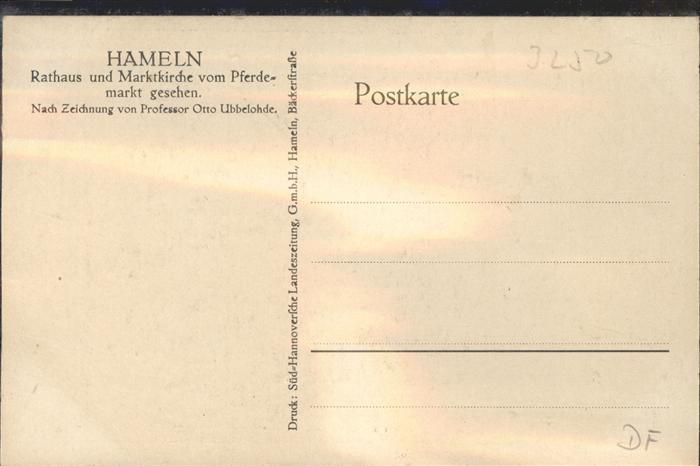 HAMELN
Rathaus und Marktkirche vom Pferde-
markt gesehen.
Nach Zeichnung von Professor Otto Ubbelohde.
Druck: Süd-Hannoversche Landeszeitung, G.m.b.H., Hameln, Bäckerstraße
Postkarte
3250
DF